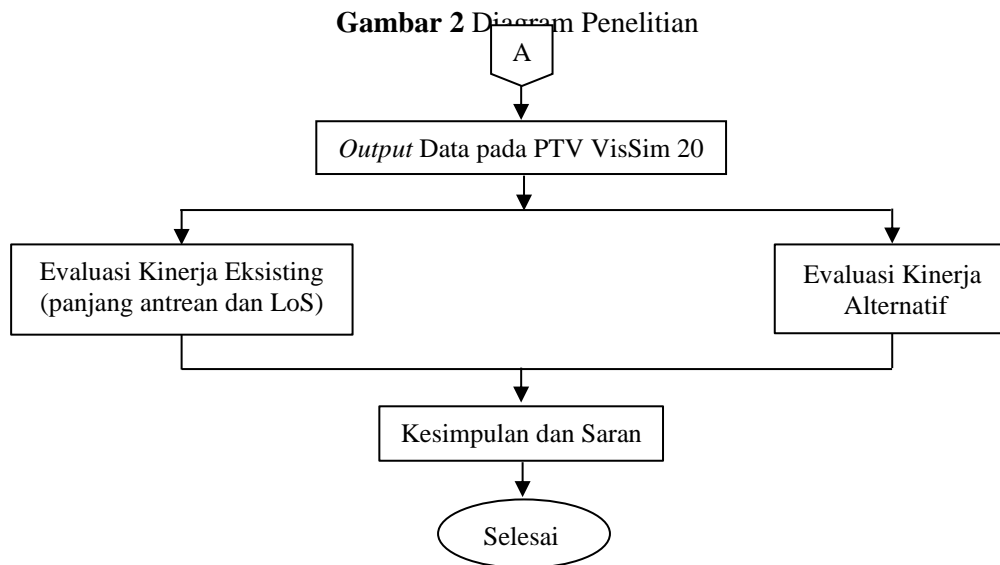 Gambar 2 Diagram Penelitian
A
Output Data pada PTV VisSim 20
Evaluasi Kinerja Eksisting
(panjang antrean dan LoS)
Evaluasi Kinerja
Alternatif
Kesimpulan dan Saran
Selesai